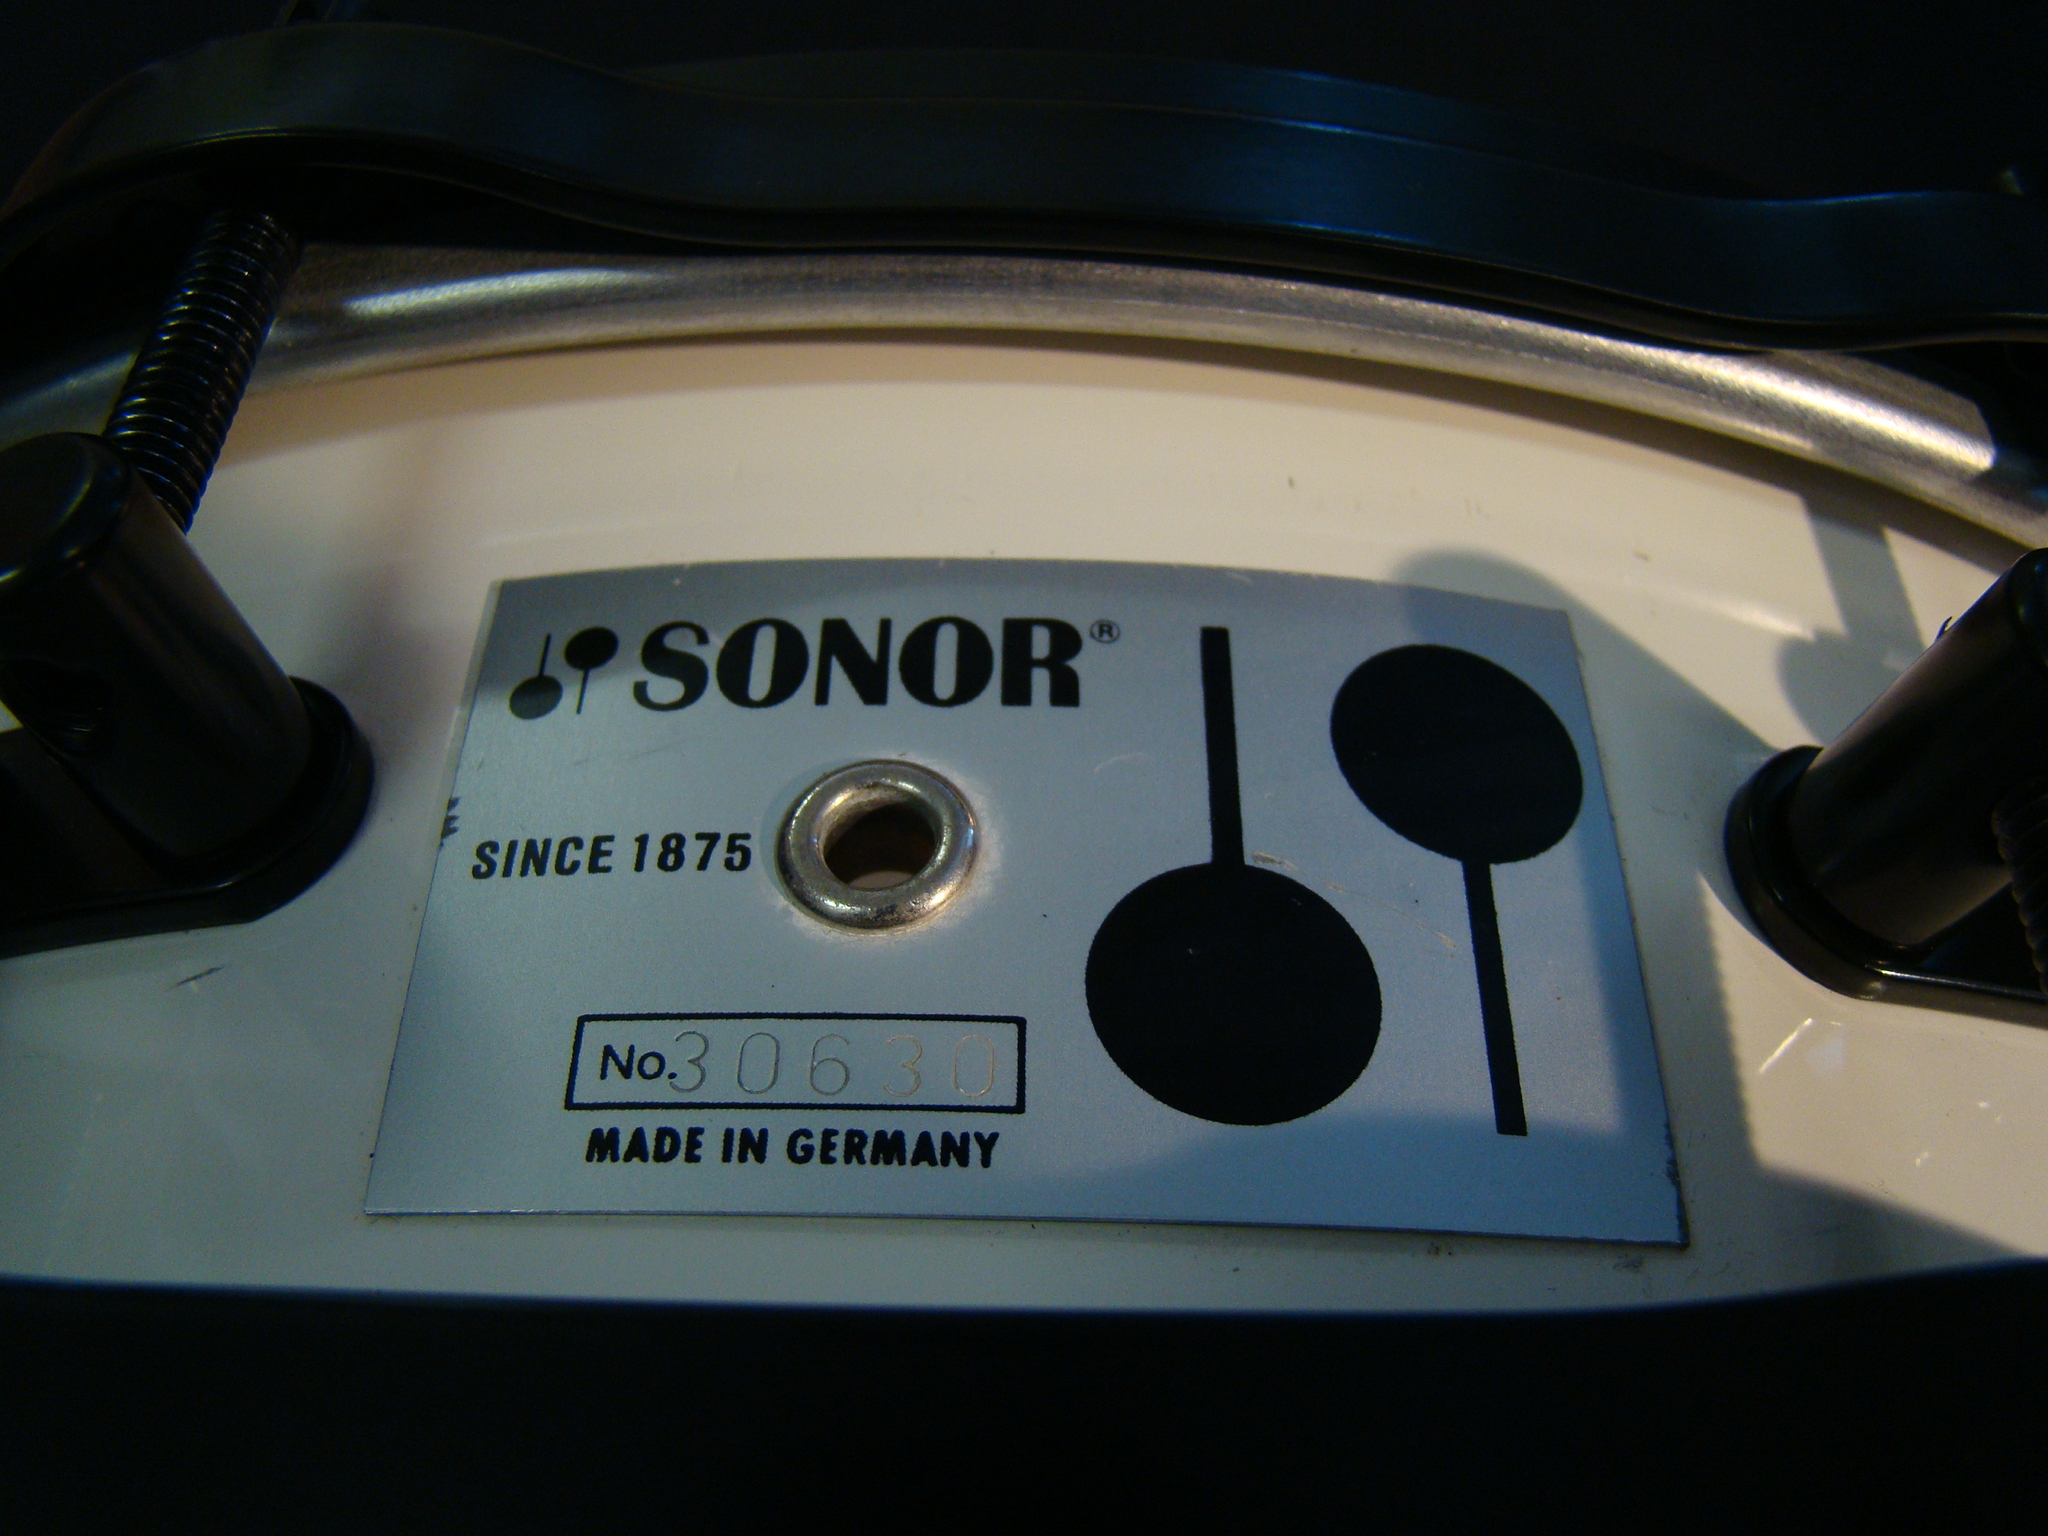 SONOR®
SINCE 1875
No. 30630
MADE IN GERMANY